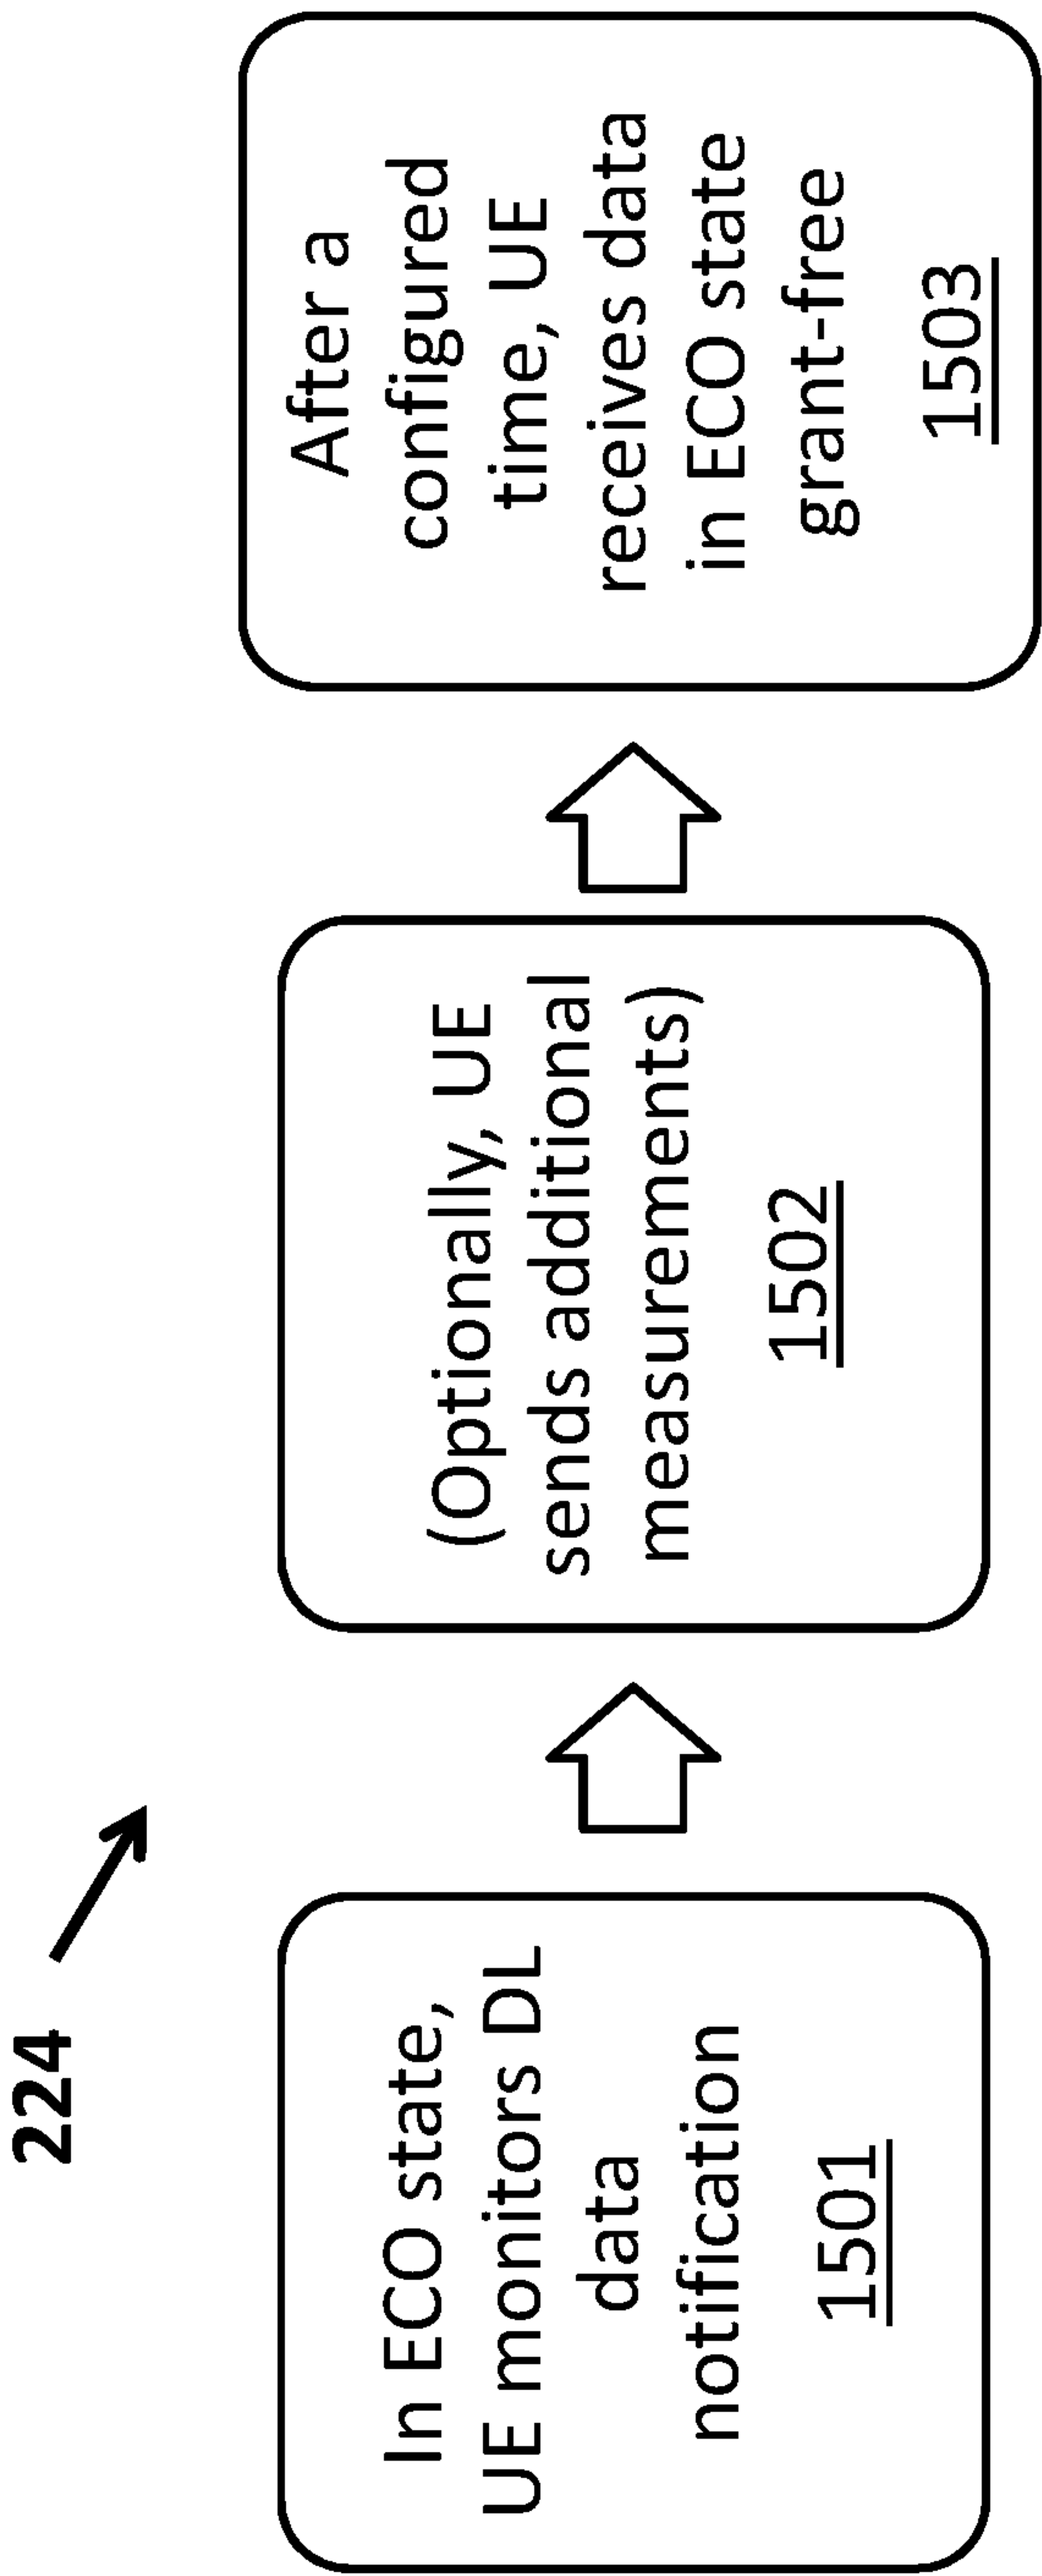 224
In ECO state,
UE monitors DL
data
notification
1501
(Optionally, UE
sends additional
measurements)
1502
After a
configured
time, UE
receives data
in ECO state
grant-free
1503